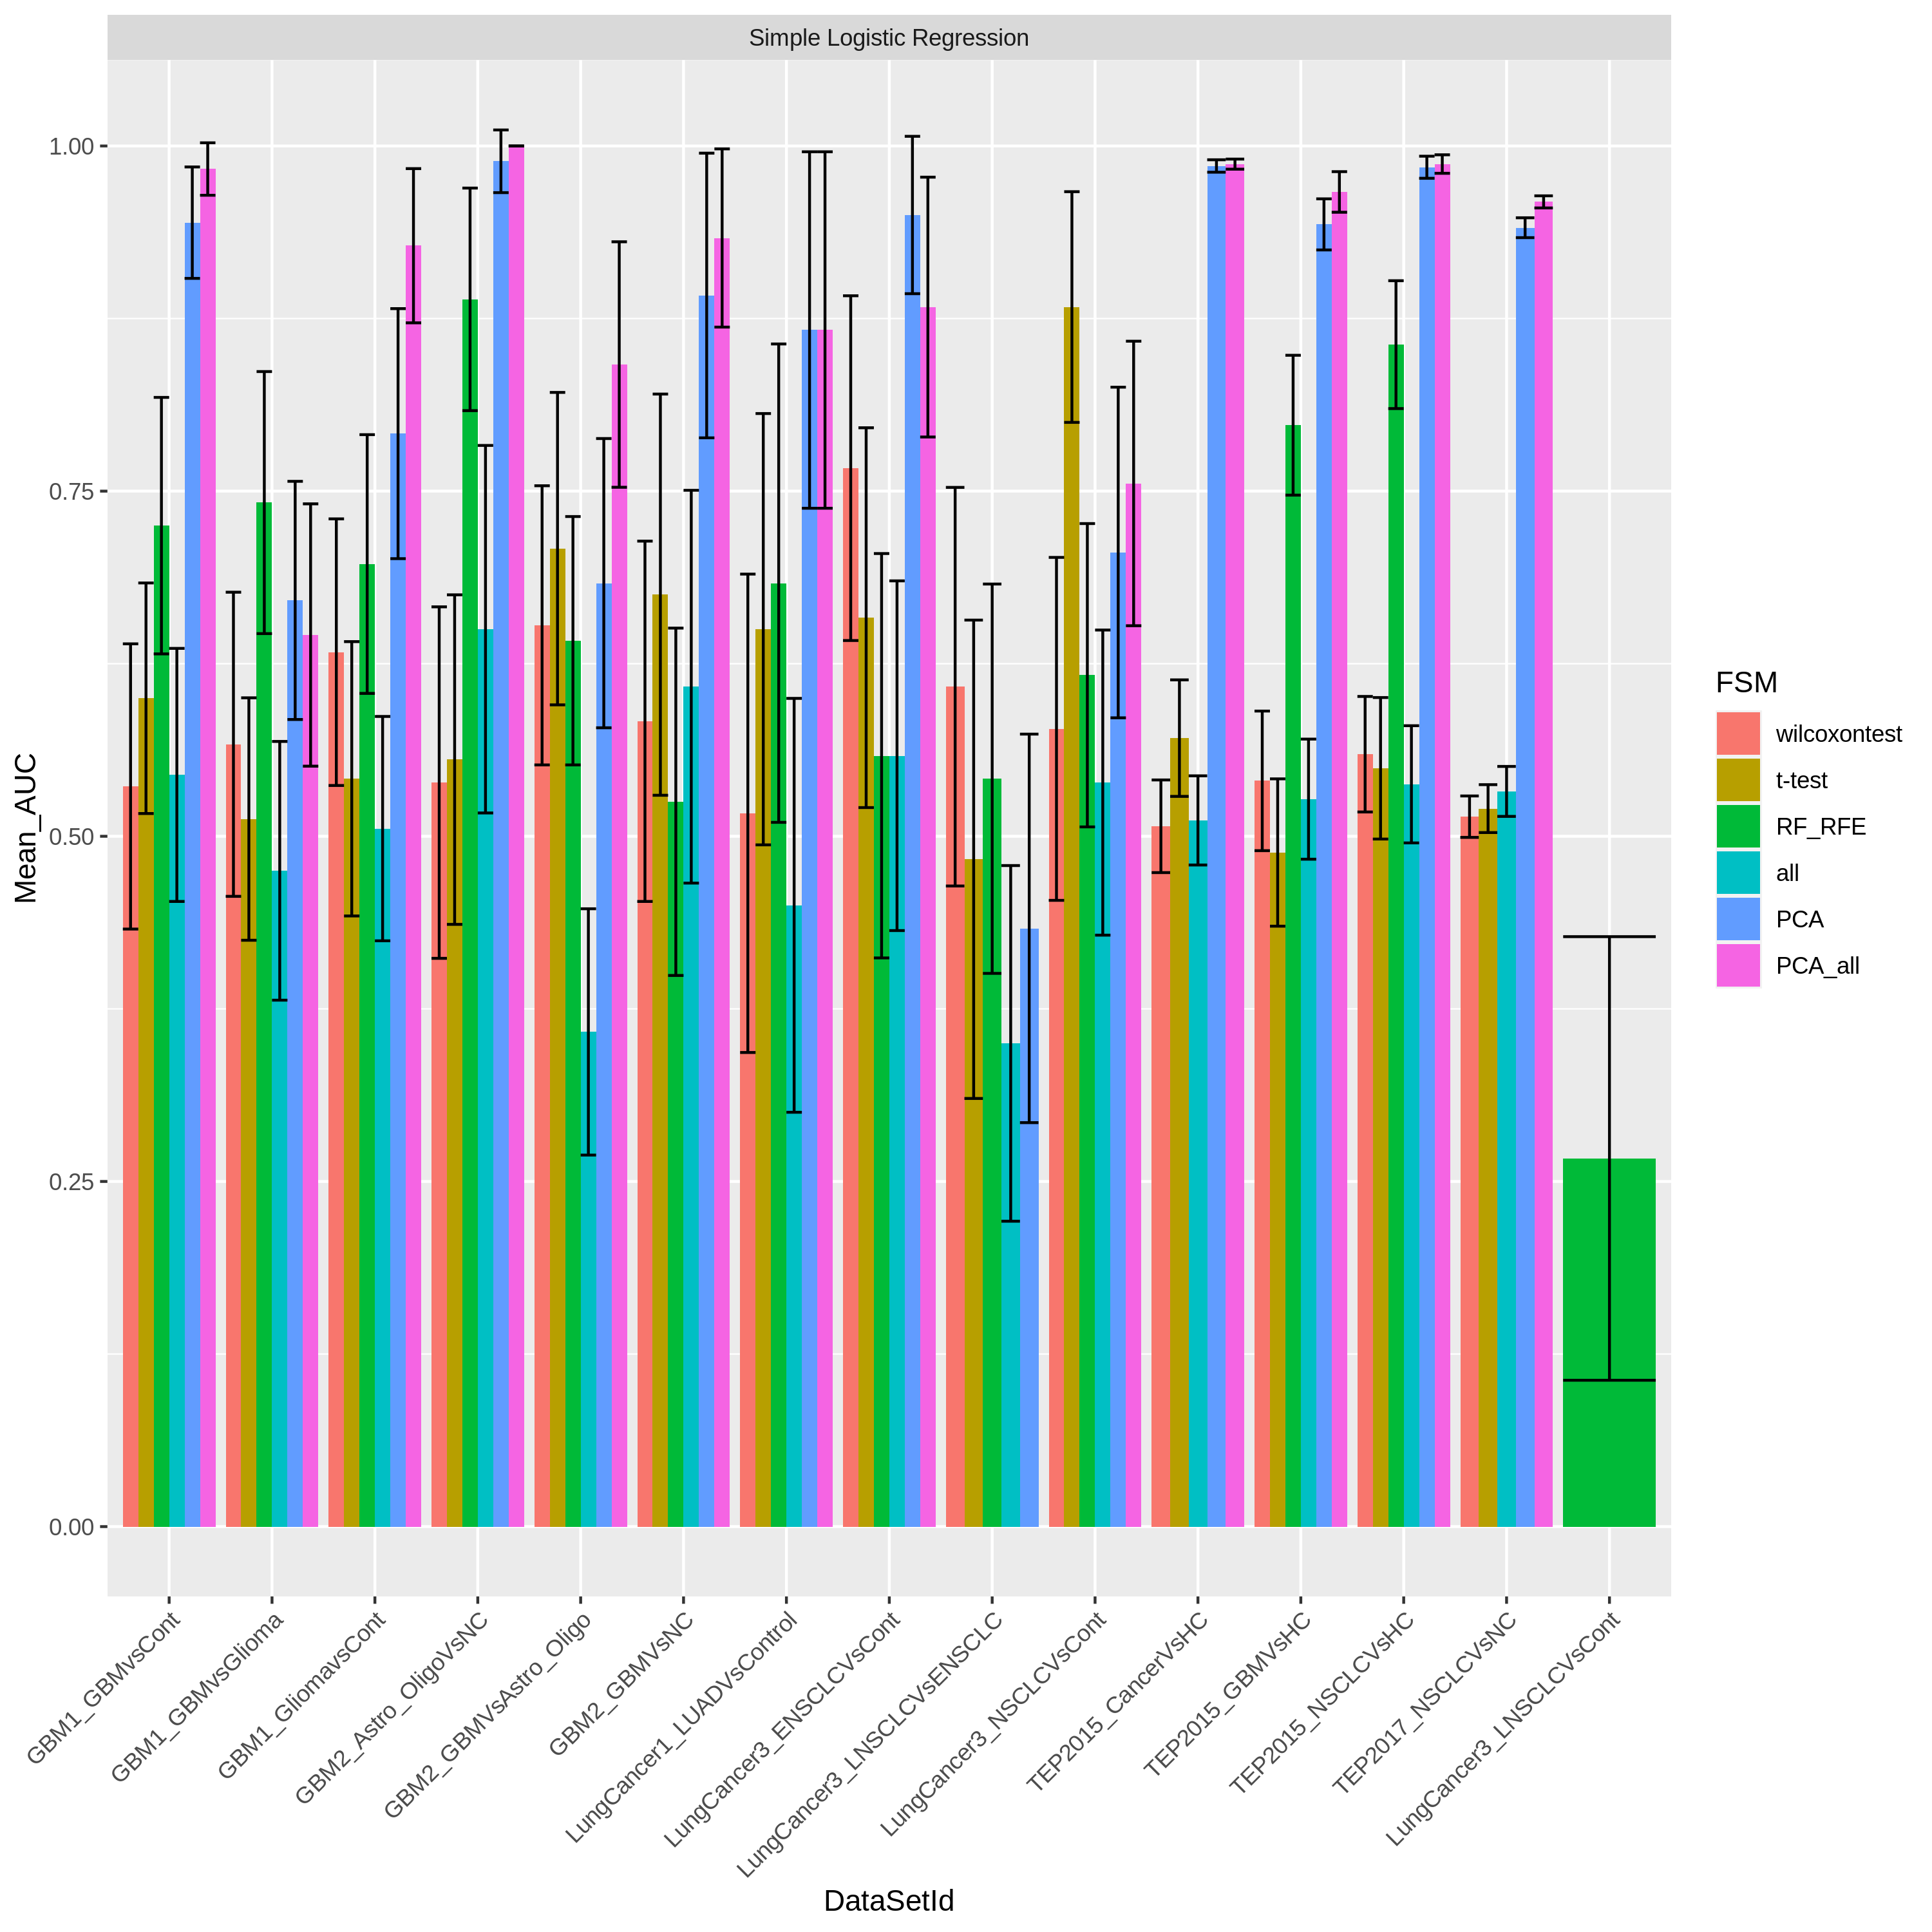 Simple Logistic Regression
1.00
0.75
0.50
0.25
0.00
Mean_AUC
GBM1_GBMvsCont
GBM1_GBMvsGlioma
GBM1_GliomavsCont
GBM2_Astro_OligoVsNC
GBM2_GBMVsAstro_Oligo
GBM2_GBMVsNC
LungCancer1_LUADVsControl
LungCancer3_ENSCLCVsCont
LungCancer3_LNSCLCVsENSCLC
LungCancer3_NSCLCVsCont
TEP2015_CancerVsHC
TEP2015_GBMVsHC
TEP2015_NSCLCVsHC
TEP2017_NSCLCVsNC
LungCancer3_LNSCLCVsCont
DataSetId
FSM
wilcoxontest
t-test
RF_RFE
all
PCA
PCA_all